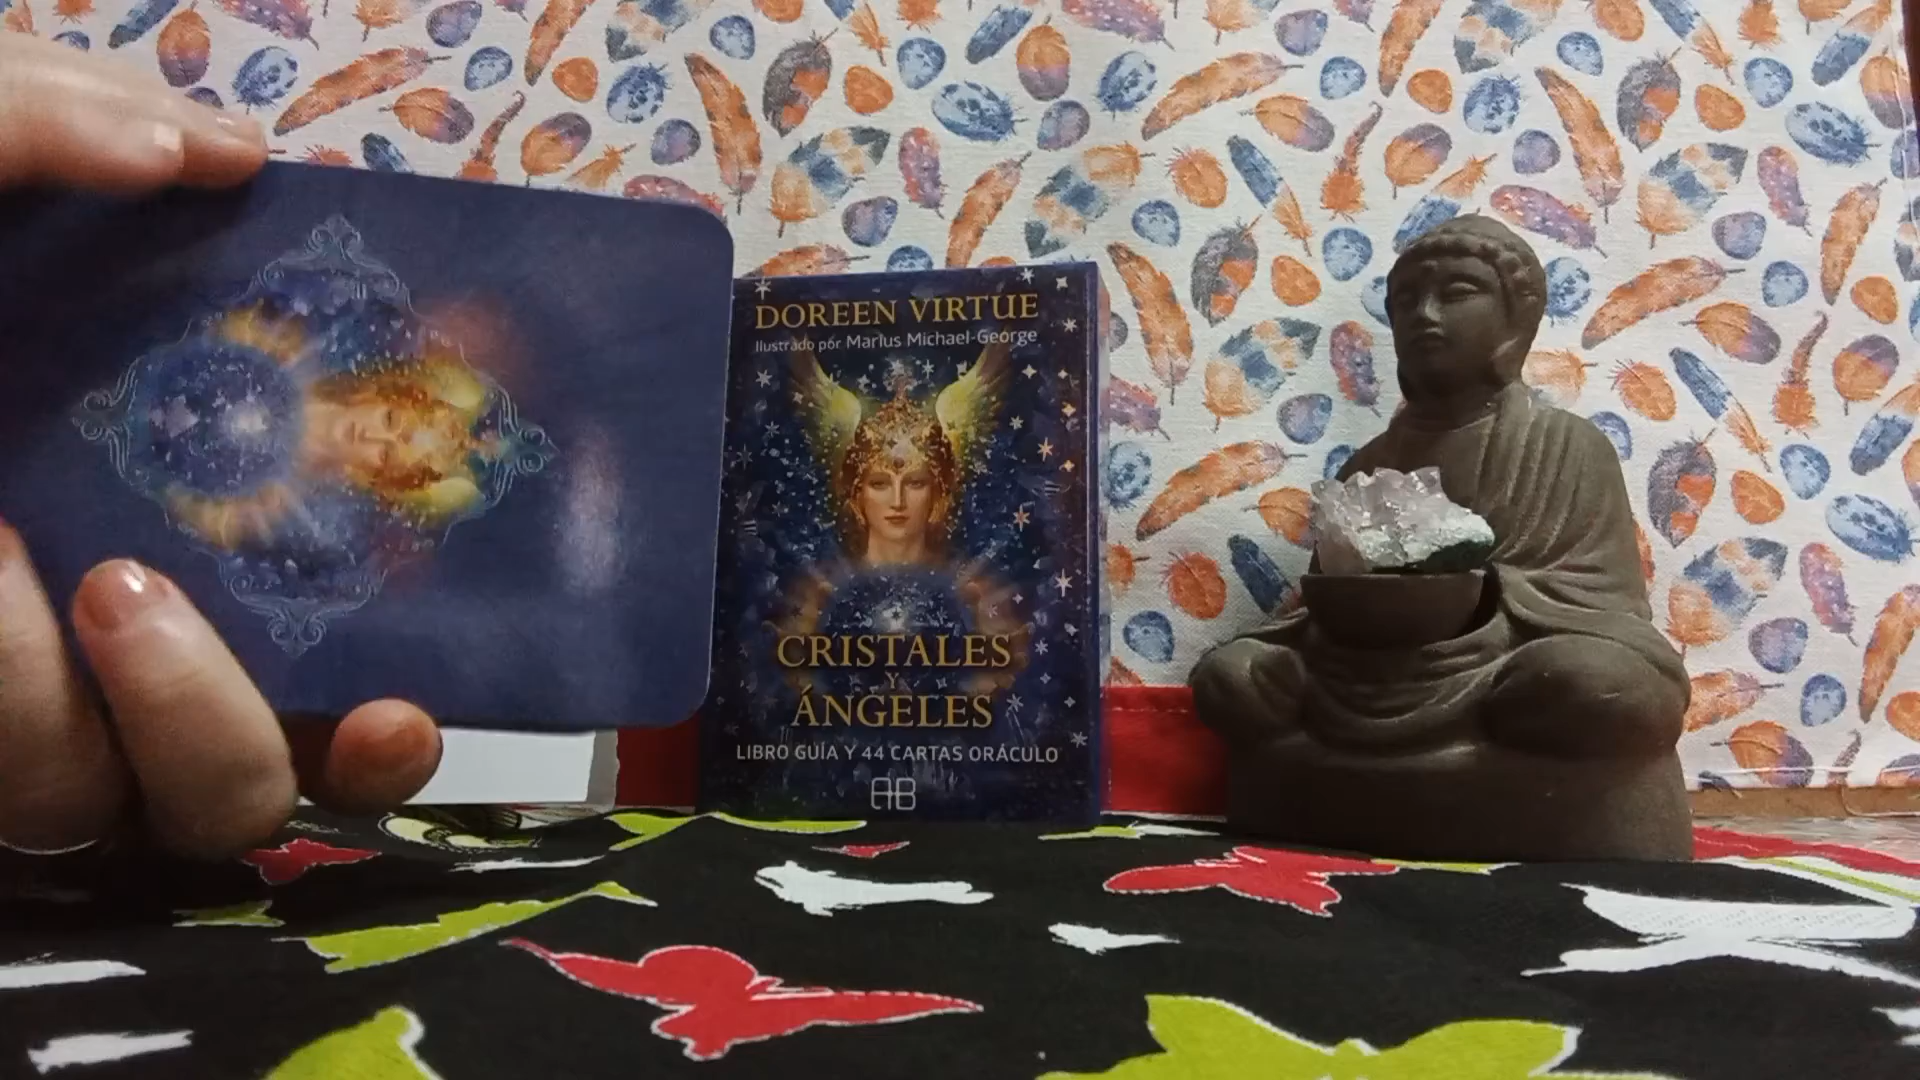 DOREEN VIRTUE
Ilustrado por Marius Michael-George
CRISTALES
Y
ÁNGELES
LIBRO GUÍA Y 44 CARTAS ORÁCULO
AB